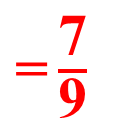 = 7/9